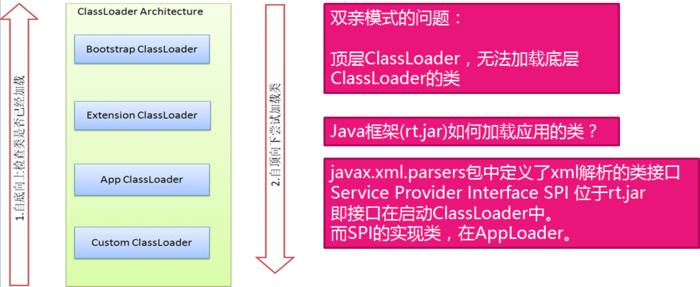 1.自底向上检查类是否已经加载
ClassLoader Architecture
Bootstrap ClassLoader
Extension ClassLoader
App ClassLoader
Custom ClassLoader
2.自顶向下尝试加载类
双亲模式的问题：
顶层ClassLoader，无法加载底层
ClassLoader的类
Java框架(rt.jar)如何加载应用的类？
javax.xml.parsers包中定义了xml解析的类接口
Service Provider Interface SPI 位于rt.jar
即接口在启动ClassLoader中。
而SPI的实现类，在AppLoader。